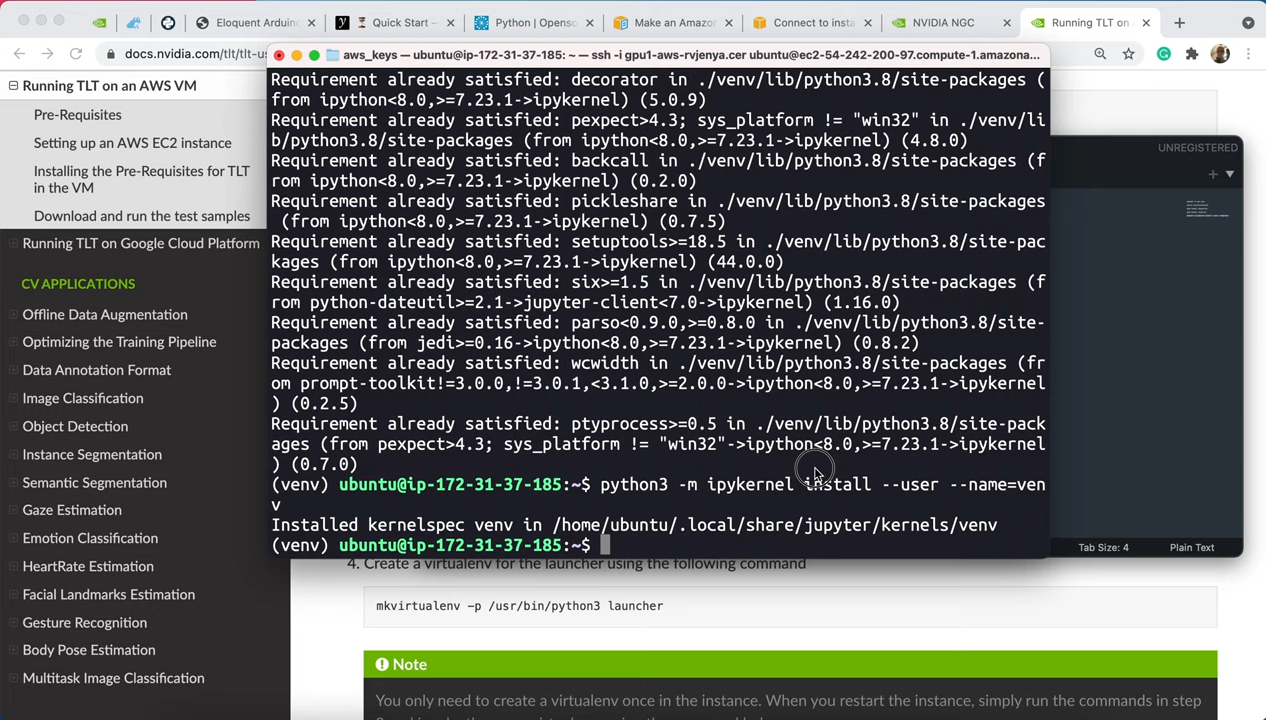 Eloquent Arduin
Quick Start –
Python | Openso
Make an Amazon
Connect to insta
NVIDIA NGC
Running TLT on
docs.nvidia.com/tlt/tlt-us
aws_keys — ubuntu@ip-172-31-37-185: ~ — ssh -i gpu1-aws-rvjenya.cer ubuntu@ec2-54-242-200-97.compute-1.amazona...
Running TLT on an AWS VM
Pre-Requisites
Setting up an AWS EC2 instance
Installing the Pre-Requisites for TLT
in the VM
Download and run the test samples
Running TLT on Google Cloud Platform
CV APPLICATIONS
Offline Data Augmentation
Optimizing the Training Pipeline
Data Annotation Format
Image Classification
Object Detection
Instance Segmentation
Semantic Segmentation
Gaze Estimation
Emotion Classification
HeartRate Estimation
Facial Landmarks Estimation
Gesture Recognition
Body Pose Estimation
Multitask Image Classification
Requirement already satisfied: decorator in ./venv/lib/python3.8/site-packages (
from ipython<8.0,>=7.23.1->ipykernel) (5.0.9)
Requirement already satisfied: pexpect>4.3; sys_platform != "win32" in ./venv/li
b/python3.8/site-packages (from ipython<8.0,>=7.23.1->ipykernel) (4.8.0)
Requirement already satisfied: backcall in ./venv/lib/python3.8/site-packages (f
rom ipython<8.0,>=7.23.1->ipykernel) (0.2.0)
Requirement already satisfied: pickleshare in ./venv/lib/python3.8/site-packages
(from ipython<8.0,>=7.23.1->ipykernel) (0.7.5)
Requirement already satisfied: setuptools>=18.5 in ./venv/lib/python3.8/site-pac
kages (from ipython<8.0,>=7.23.1->ipykernel) (44.0.0)
Requirement already satisfied: six>=1.5 in ./venv/lib/python3.8/site-packages (f
rom python-dateutil>=2.1->jupyter-client<7.0->ipykernel) (1.16.0)
Requirement already satisfied: parso<0.9.0,>=0.8.0 in ./venv/lib/python3.8/site-
packages (from jedi>=0.16->ipython<8.0,>=7.23.1->ipykernel) (0.8.2)
Requirement already satisfied: wcwidth in ./venv/lib/python3.8/site-packages (fr
om prompt-toolkit!=3.0.0,!=3.0.1,<3.1.0,>=2.0.0->ipython<8.0,>=7.23.1->ipykernel
) (0.2.5)
Requirement already satisfied: ptyprocess>=0.5 in ./venv/lib/python3.8/site-pack
ages (from pexpect>4.3; sys_platform != "win32"->ipython<8.0,>=7.23.1->ipykernel
) (0.7.0)
(venv) ubuntu@ip-172-31-37-185:~$ python3 -m ipykernel install --user --name=ven
v
Installed kernelspec venv in /home/ubuntu/.local/share/jupyter/kernels/venv
(venv) ubuntu@ip-172-31-37-185:~$
UNREGISTERED
Tab Size: 4
Plain Text
4. Create a virtualenv for the launcher using the following command
mkvirtualenv -p /usr/bin/python3 launcher
Note
You only need to create a virtualenv once in the instance. When you restart the instance, simply run the commands in step